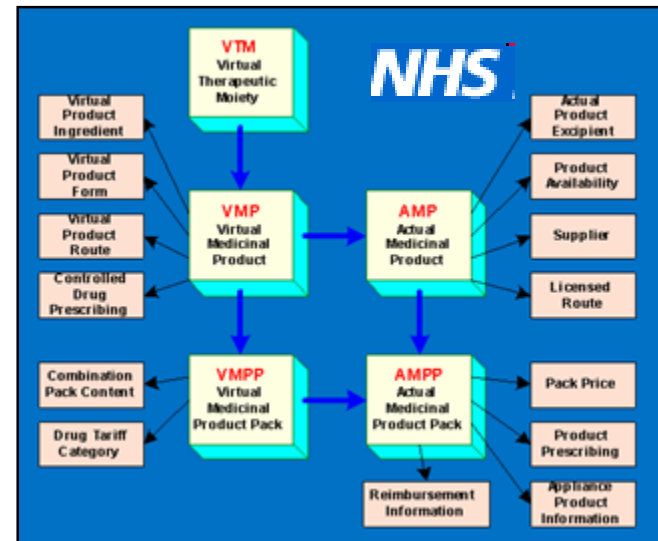 VTM
Virtual
Therapeutic
Moiety
NHS
Virtual
Product
Ingredient
Virtual
Product
Form
Virtual
Product
Route
Controlled
Drug
Prescribing
VMP
Virtual
Medicinal
Product
AMP
Actual
Medicinal
Product
Actual
Product
Excipient
Product
Availability
Supplier
Licensed
Route
Combination
Pack Content
Drug Tariff
Category
VMPP
Virtual
Medicinal
Product Pack
AMPP
Actual
Medicinal
Product Pack
Pack Price
Product
Prescribing
Reimbursement
Information
Appliance
Product
Information